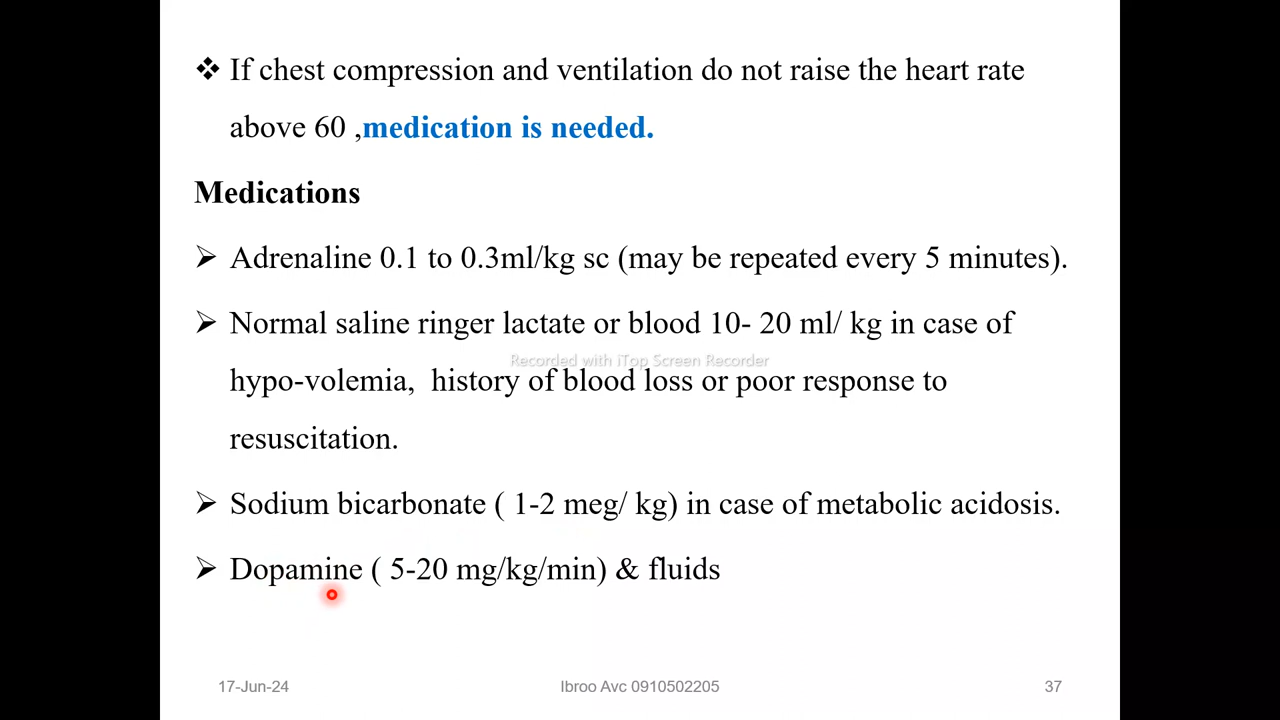 ❖ If chest compression and ventilation do not raise the heart rate
above 60 ,medication is needed.
Medications
➢ Adrenaline 0.1 to 0.3ml/kg sc (may be repeated every 5 minutes).
➢ Normal saline ringer lactate or blood 10- 20 ml/ kg in case of
Recorded with iTop Screen Recorder
hypo-volemia, history of blood loss or poor response to
resuscitation.
➢ Sodium bicarbonate ( 1-2 meg/ kg) in case of metabolic acidosis.
➢ Dopamine ( 5-20 mg/kg/min) & fluids
17-Jun-24 Ibroo Avc 0910502205 37